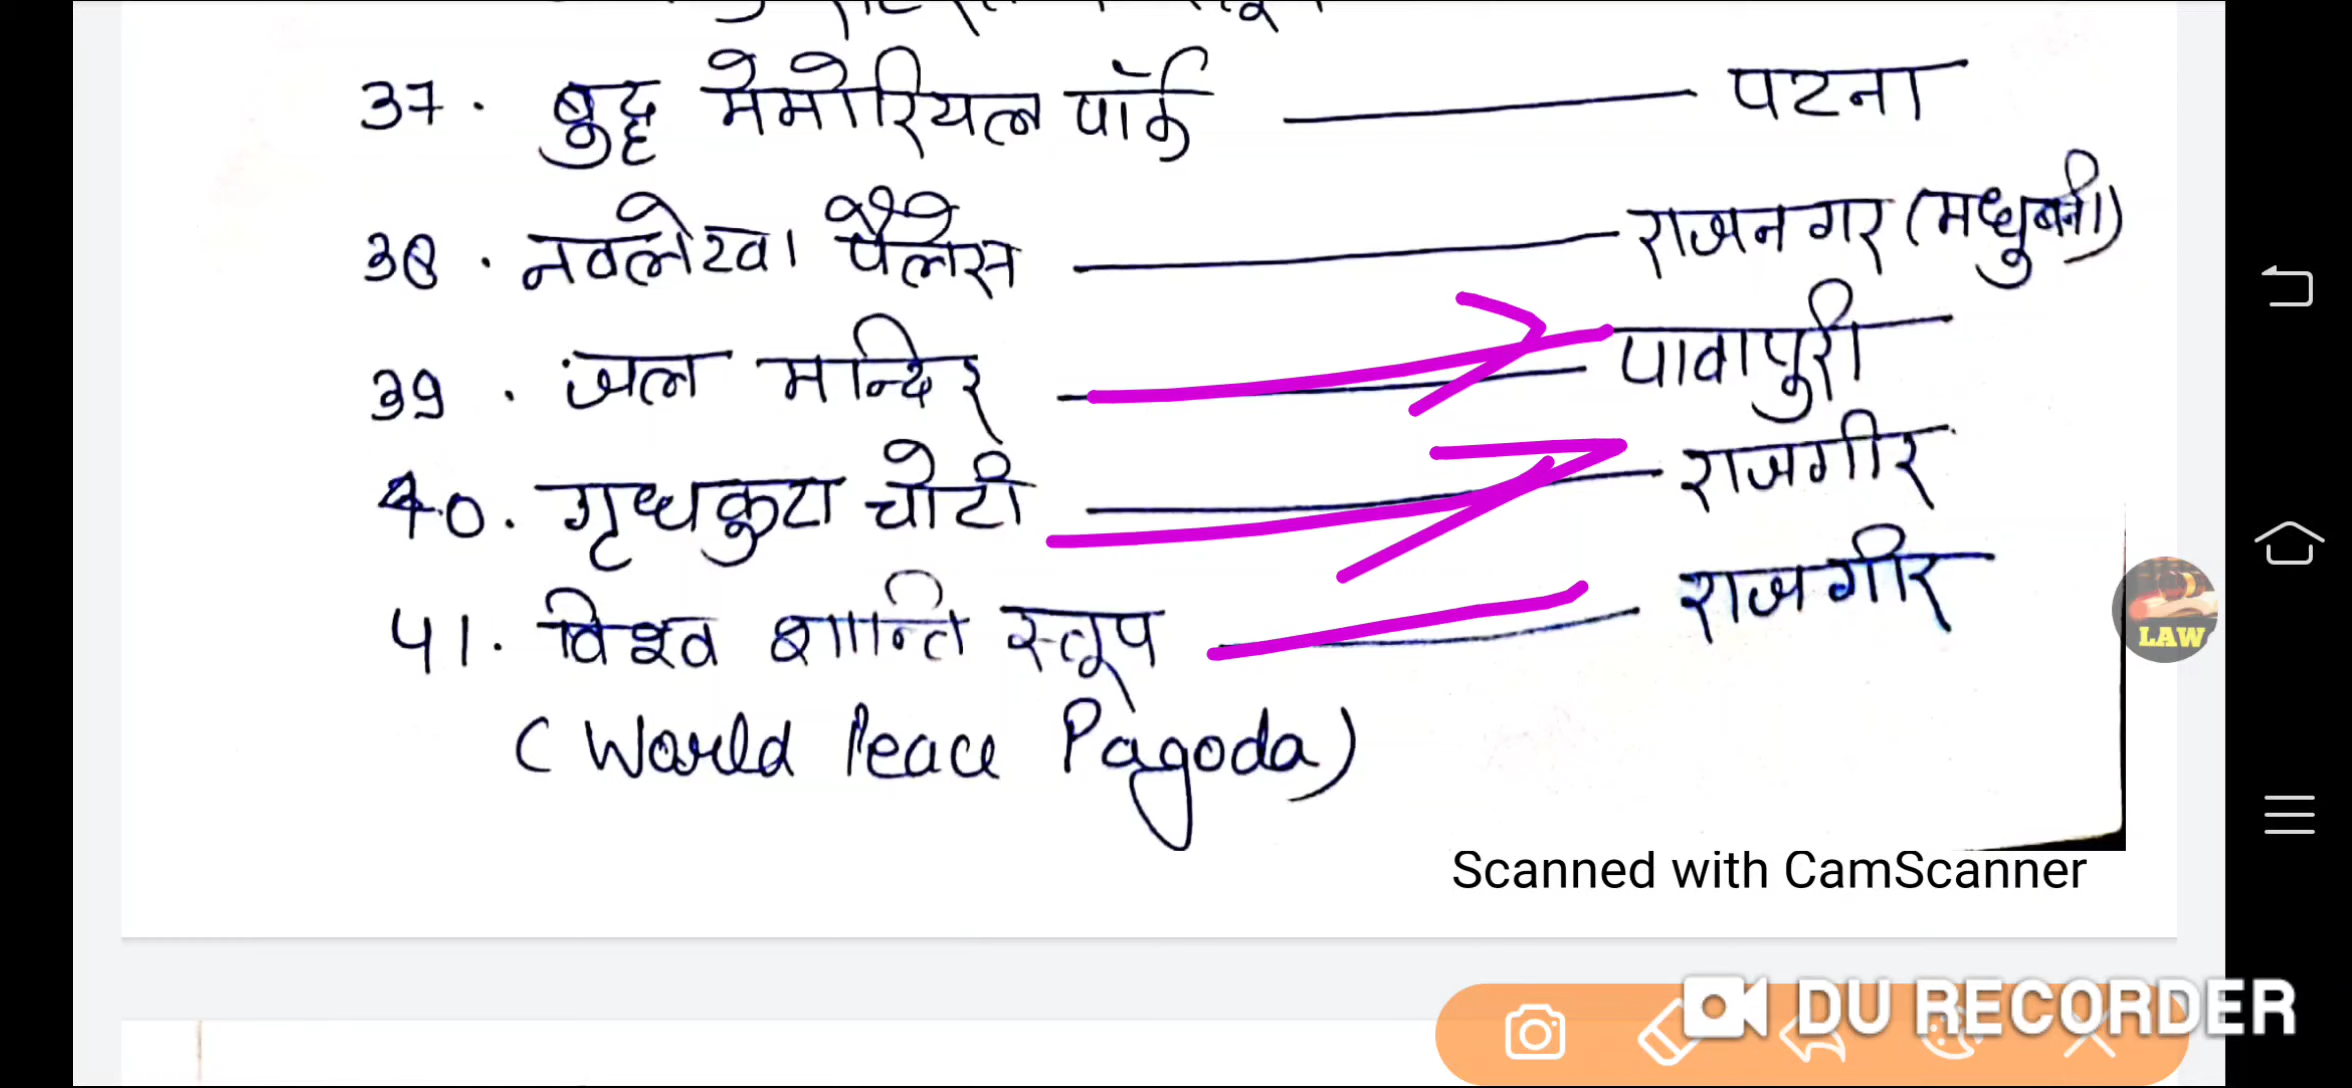 37. बुद्ध मेमोरियल पॉर्क — पटना
38. नवलेखा पैलेस — राजनगर (मधुबनी)
39. जल मन्दिर — पावापुरी
40. गृध्धकुटा चोटी — राजगीर
41. विश्व शान्ति स्तूप — राजगीर
(World Peace Pagoda)
LAW
Scanned with CamScanner
DU RECORDER